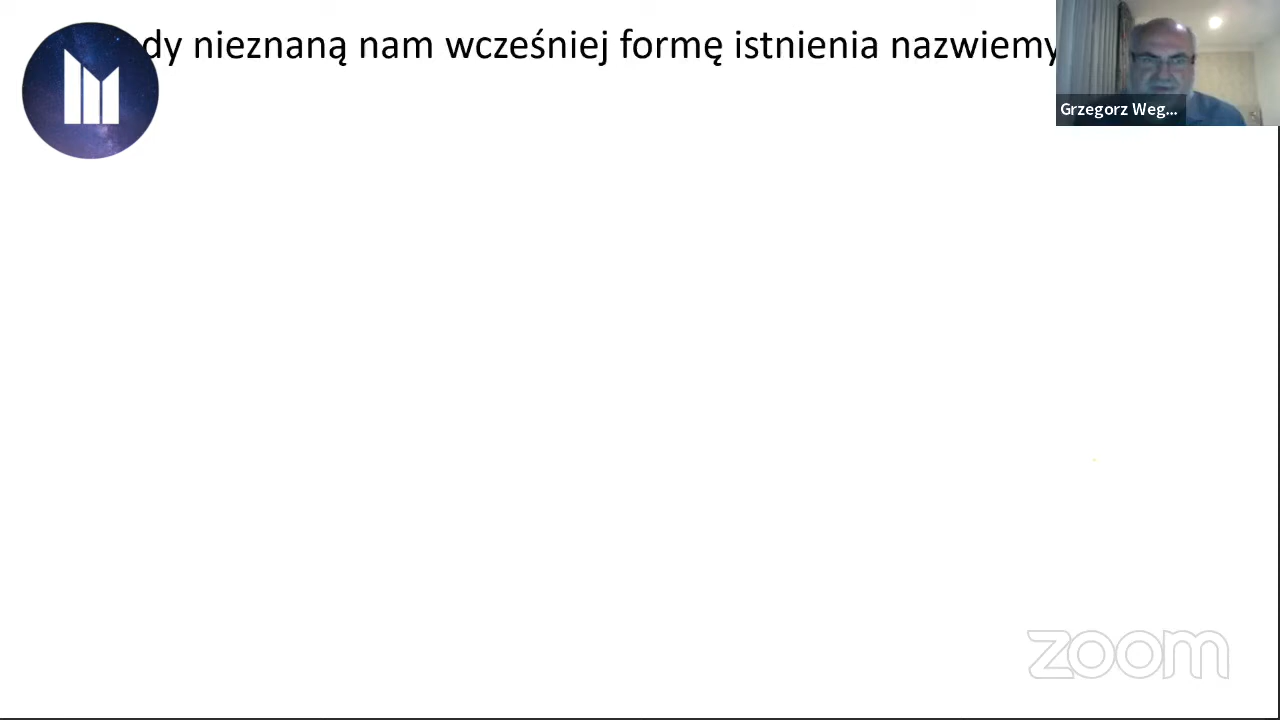 dy nieznaną nam wcześniej formę istnienia nazwiemy
Grzegorz Weg...
zoom